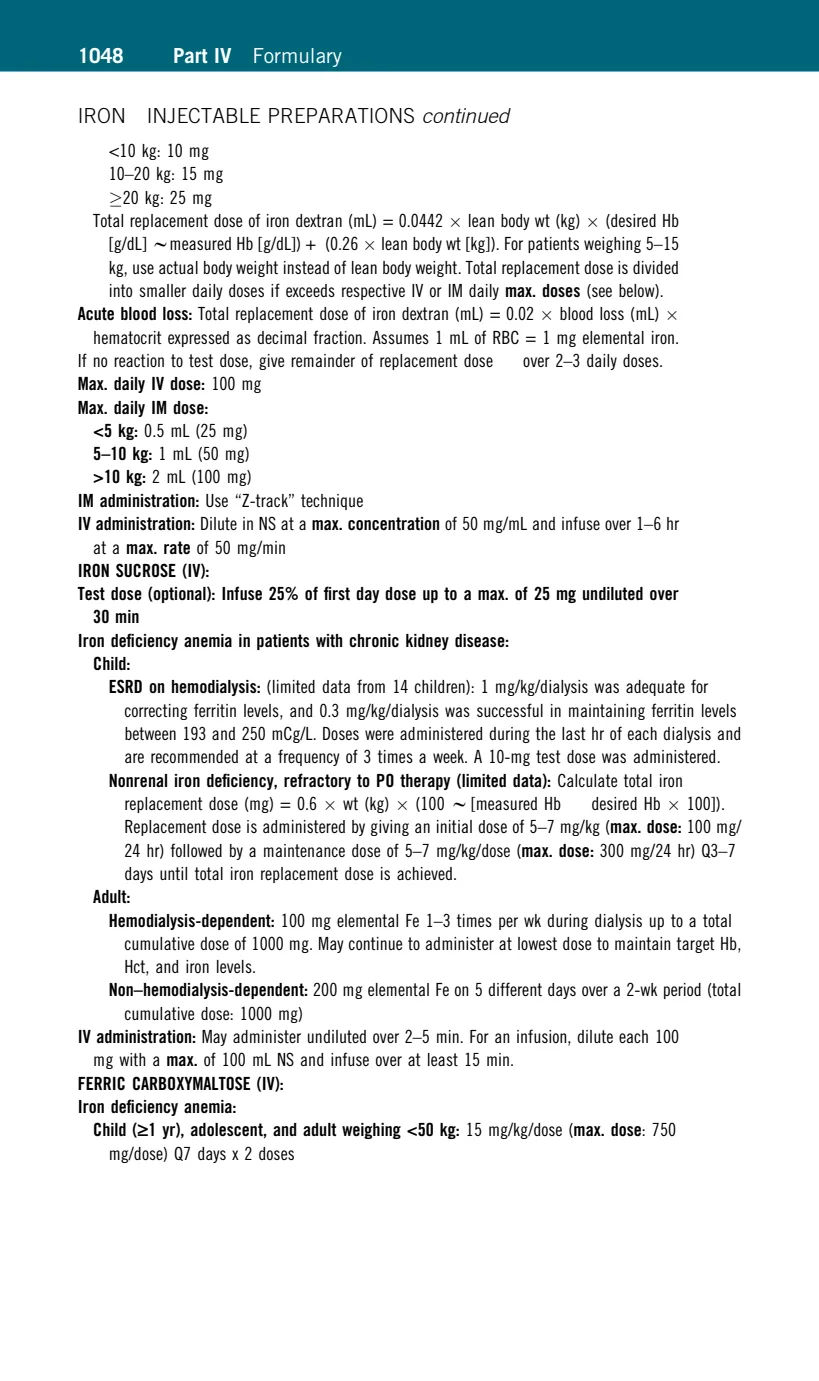 1048 Part IV Formulary
IRON INJECTABLE PREPARATIONS continued
<10 kg: 10 mg
10–20 kg: 15 mg
≥20 kg: 25 mg
Total replacement dose of iron dextran (mL) = 0.0442 × lean body wt (kg) × (desired Hb
[g/dL] ~ measured Hb [g/dL]) + (0.26 × lean body wt [kg]). For patients weighing 5–15
kg, use actual body weight instead of lean body weight. Total replacement dose is divided
into smaller daily doses if exceeds respective IV or IM daily max. doses (see below).
Acute blood loss: Total replacement dose of iron dextran (mL) = 0.02 × blood loss (mL) ×
hematocrit expressed as decimal fraction. Assumes 1 mL of RBC = 1 mg elemental iron.
If no reaction to test dose, give remainder of replacement dose over 2–3 daily doses.
Max. daily IV dose: 100 mg
Max. daily IM dose:
<5 kg: 0.5 mL (25 mg)
5–10 kg: 1 mL (50 mg)
>10 kg: 2 mL (100 mg)
IM administration: Use “Z-track” technique
IV administration: Dilute in NS at a max. concentration of 50 mg/mL and infuse over 1–6 hr
at a max. rate of 50 mg/min
IRON SUCROSE (IV):
Test dose (optional): Infuse 25% of first day dose up to a max. of 25 mg undiluted over
30 min
Iron deficiency anemia in patients with chronic kidney disease:
Child:
ESRD on hemodialysis: (limited data from 14 children): 1 mg/kg/dialysis was adequate for
correcting ferritin levels, and 0.3 mg/kg/dialysis was successful in maintaining ferritin levels
between 193 and 250 mCg/L. Doses were administered during the last hr of each dialysis and
are recommended at a frequency of 3 times a week. A 10-mg test dose was administered.
Nonrenal iron deficiency, refractory to PO therapy (limited data): Calculate total iron
replacement dose (mg) = 0.6 × wt (kg) × (100 ~ [measured Hb desired Hb × 100]).
Replacement dose is administered by giving an initial dose of 5–7 mg/kg (max. dose: 100 mg/
24 hr) followed by a maintenance dose of 5–7 mg/kg/dose (max. dose: 300 mg/24 hr) Q3–7
days until total iron replacement dose is achieved.
Adult:
Hemodialysis-dependent: 100 mg elemental Fe 1–3 times per wk during dialysis up to a total
cumulative dose of 1000 mg. May continue to administer at lowest dose to maintain target Hb,
Hct, and iron levels.
Non–hemodialysis-dependent: 200 mg elemental Fe on 5 different days over a 2-wk period (total
cumulative dose: 1000 mg)
IV administration: May administer undiluted over 2–5 min. For an infusion, dilute each 100
mg with a max. of 100 mL NS and infuse over at least 15 min.
FERRIC CARBOXYMALTOSE (IV):
Iron deficiency anemia:
Child (≥1 yr), adolescent, and adult weighing <50 kg: 15 mg/kg/dose (max. dose: 750
mg/dose) Q7 days x 2 doses